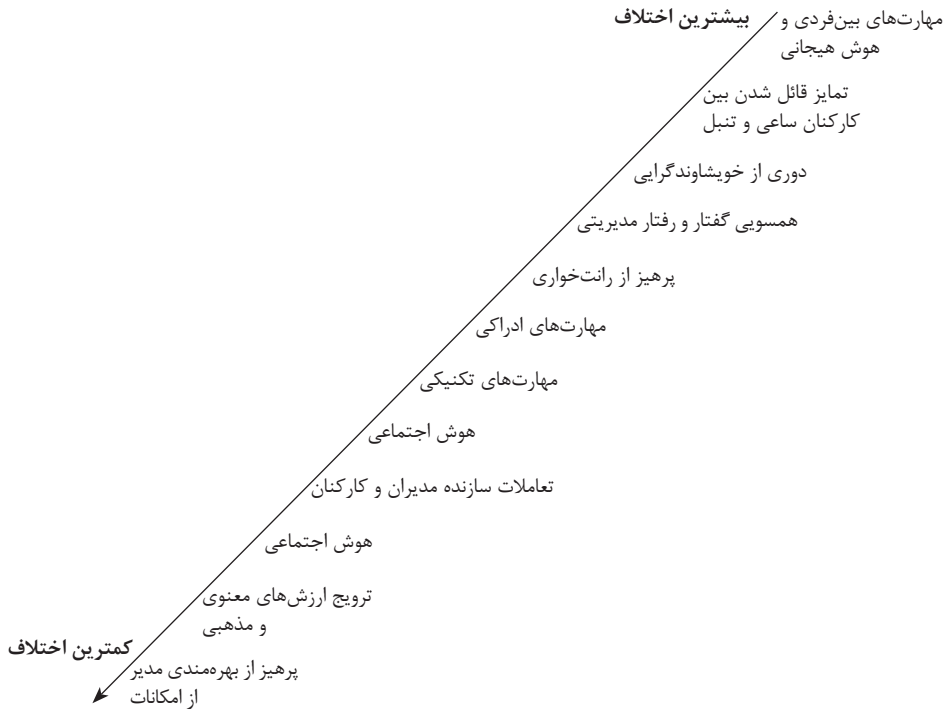 بیشترین اختلاف
مهارت‌های بین‌فردی و
هوش هیجانی
تمایز قائل شدن بین
کارکنان ساعی و تنبل
دوری از خویشاوندگرایی
همسویی گفتار و رفتار مدیریتی
پرهیز از رانت‌خواری
مهارت‌های ادراکی
مهارت‌های تکنیکی
هوش اجتماعی
تعاملات سازنده مدیران و کارکنان
هوش اجتماعی
ترویج ارزش‌های معنوی
و مذهبی
کمترین اختلاف
پرهیز از بهره‌مندی مدیر
از امکانات